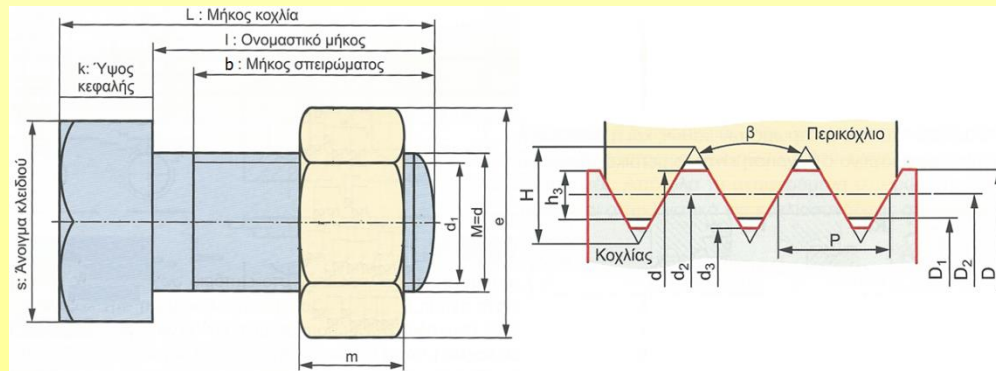 L : Μήκος κοχλία
l : Ονομαστικό μήκος
b : Μήκος σπειρώματος
k: Ύψος
κεφαλής
s: Άνοιγμα κλειδιού
d₁
M=d
e
m
β
Περικόχλιο
H
h₃
Κοχλίας
d
d₂
d₃
P
D₁
D₂
D